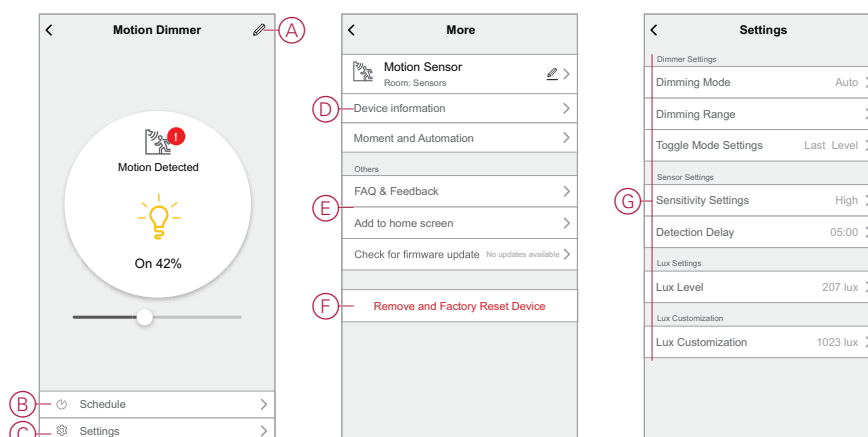 Motion Dimmer
A
!
Motion Detected
On 42%
B
Schedule
C
Settings
More
Motion Sensor
Room: Sensors
D
Device information
Moment and Automation
Others
E
FAQ & Feedback
Add to home screen
Check for firmware update No updates available
F
Remove and Factory Reset Device
Settings
Dimmer Settings
Dimming Mode Auto
Dimming Range
Toggle Mode Settings Last Level
Sensor Settings
G
Sensitivity Settings High
Detection Delay 05:00
Lux Settings
Lux Level 207 lux
Lux Customization
Lux Customization 1023 lux